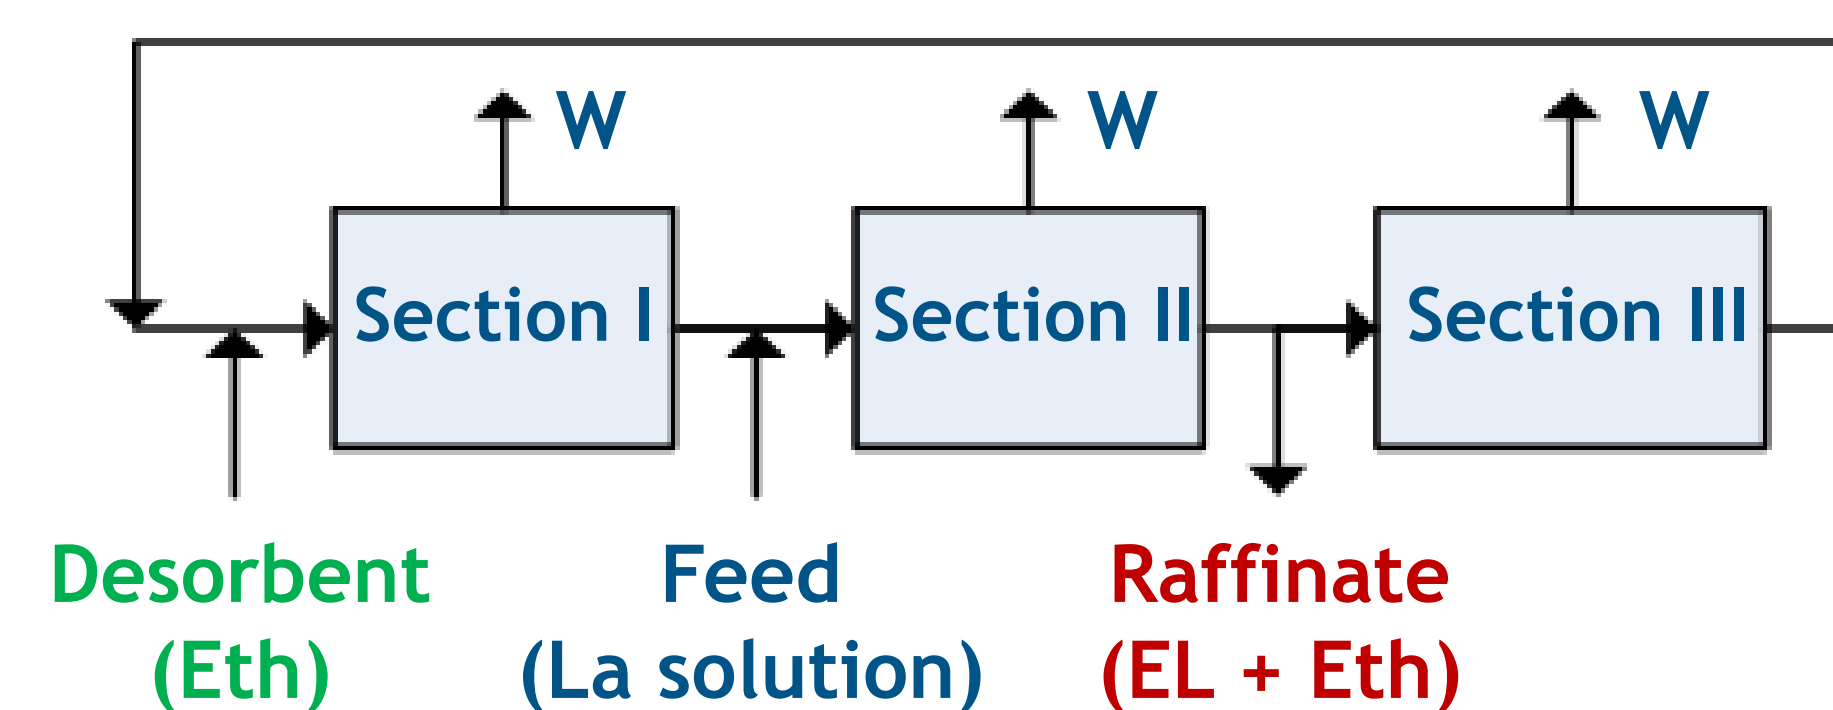 W W W
Section I Section II Section III
Desorbent Feed Raffinate
(Eth) (La solution) (EL + Eth)